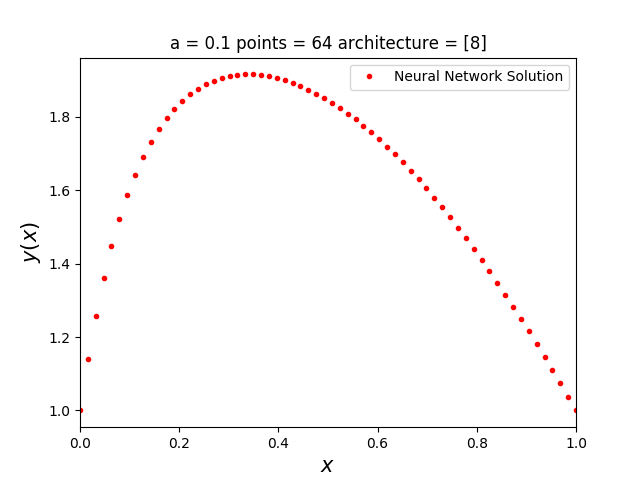 a = 0.1 points = 64 architecture = [8]
Neural Network Solution
1.8
1.6
1.4
1.2
1.0
y(x)
0.0 0.2 0.4 0.6 0.8 1.0
x